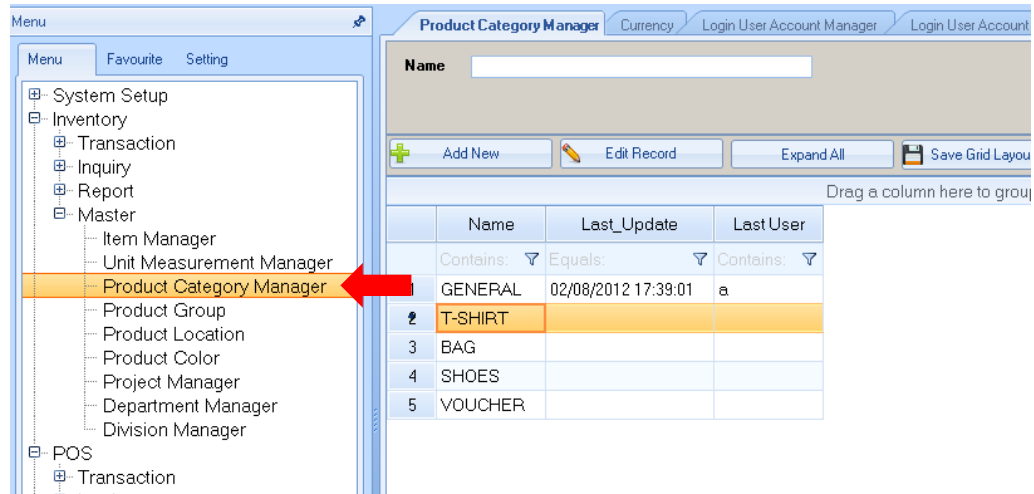 Menu
Menu Favourite Setting
System Setup
Inventory
Transaction
Inquiry
Report
Master
Item Manager
Unit Measurement Manager
Product Category Manager
Product Group
Product Location
Product Color
Project Manager
Department Manager
Division Manager
POS
Transaction
Product Category Manager Currency Login User Account Manager Login User Account
Name
Add New Edit Record Expand All Save Grid Layou
Drag a column here to group
Name Last_Update Last User
Contains: Equals: Contains:
1 GENERAL 02/08/2012 17:39:01 a
2 T-SHIRT
3 BAG
4 SHOES
5 VOUCHER